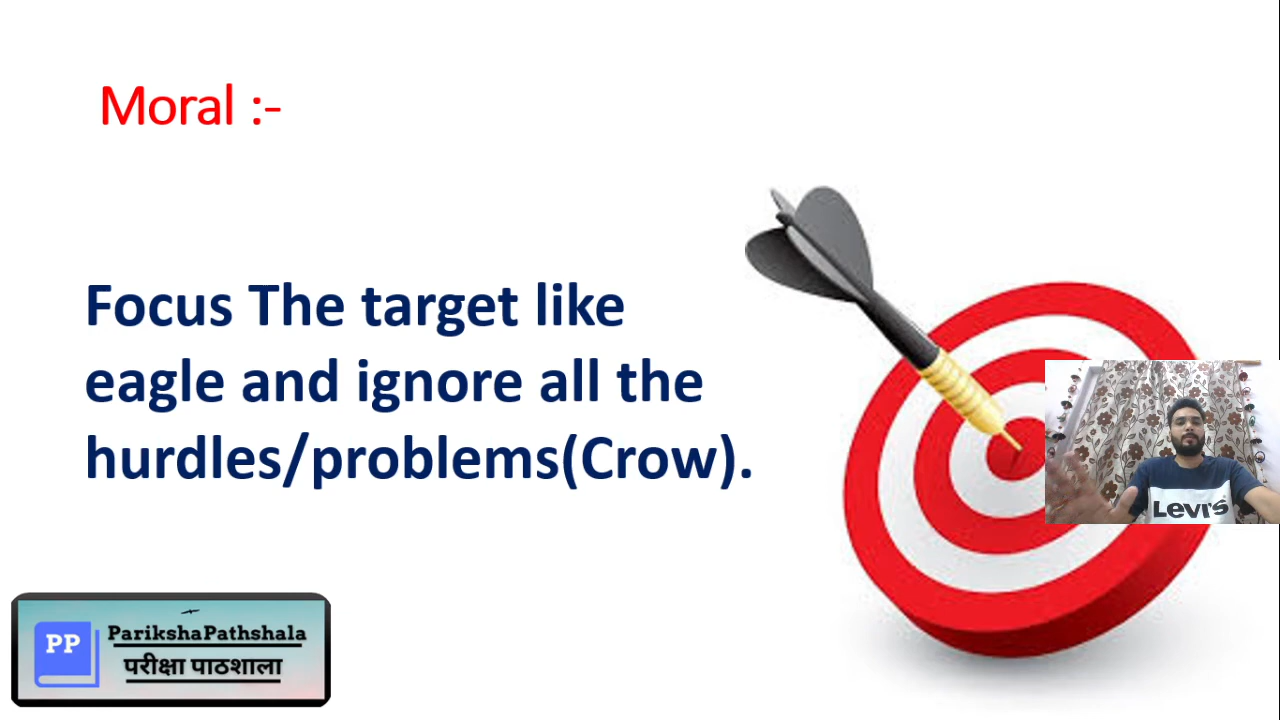 Moral :-
Focus The target like
eagle and ignore all the
hurdles/problems(Crow).
PP
ParikshaPathshala
परीक्षा पाठशाला
Levi's